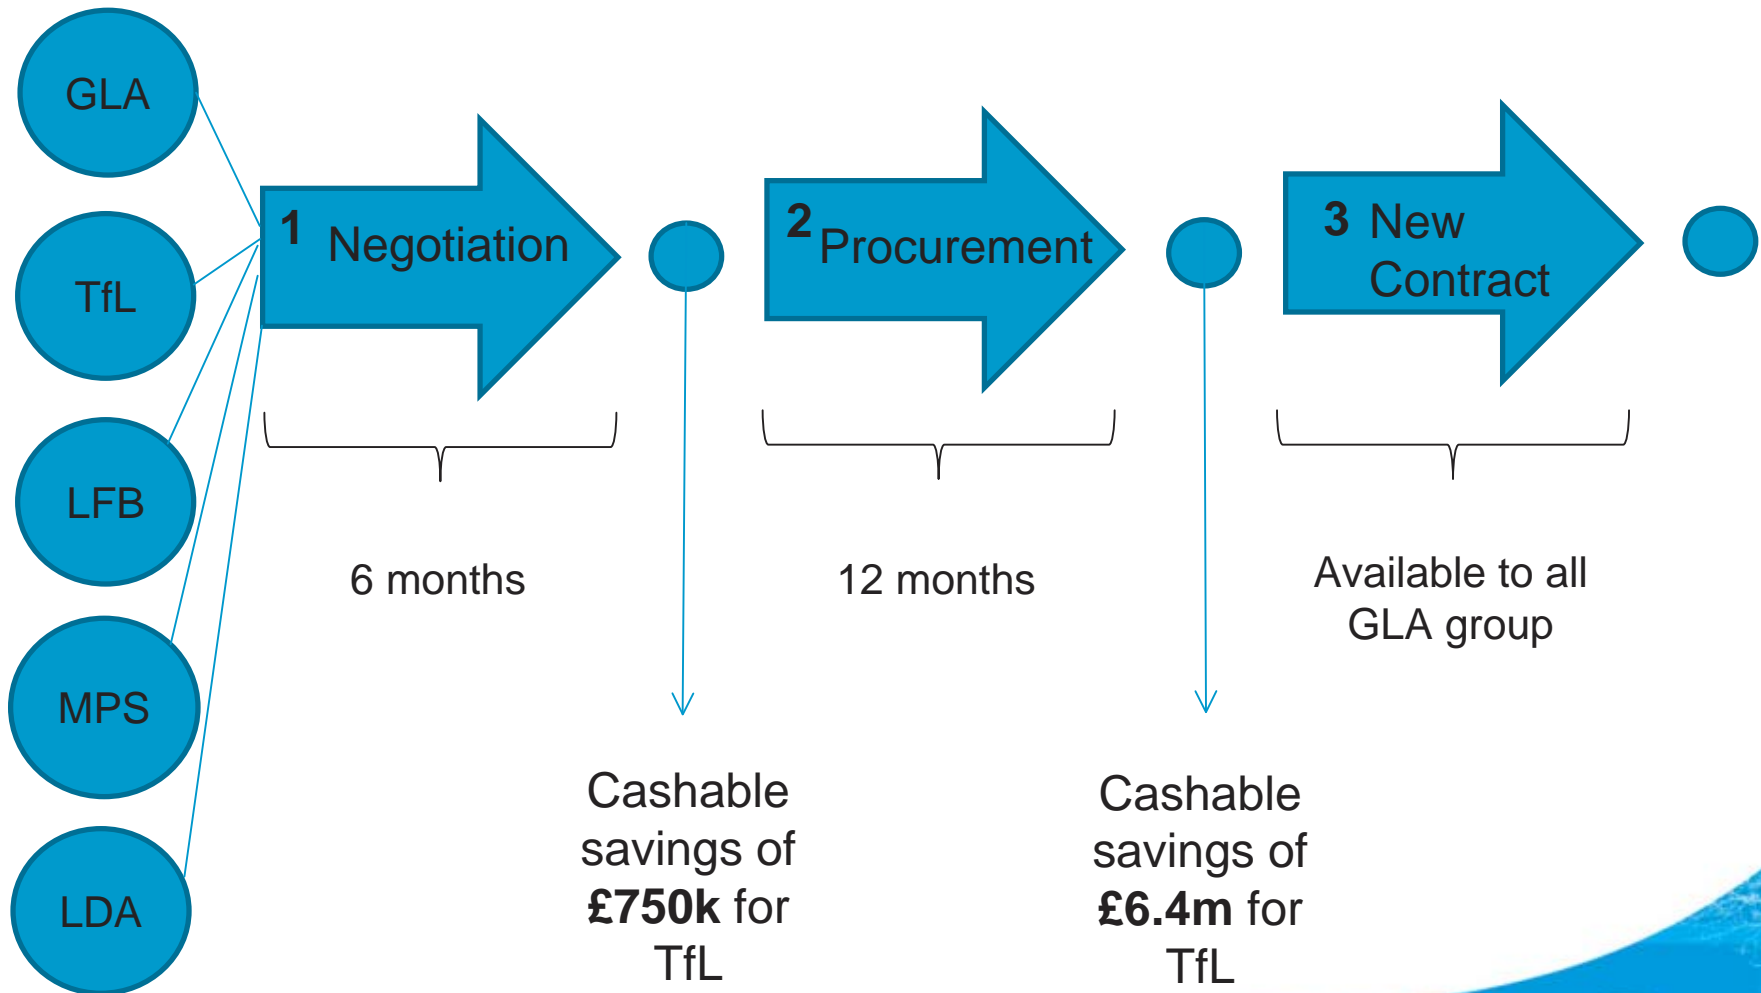 GLA
TfL
LFB
MPS
LDA
1 Negotiation
6 months
Cashable
savings of
£750k for
TfL
2 Procurement
12 months
Cashable
savings of
£6.4m for
TfL
3 New
Contract
Available to all
GLA group